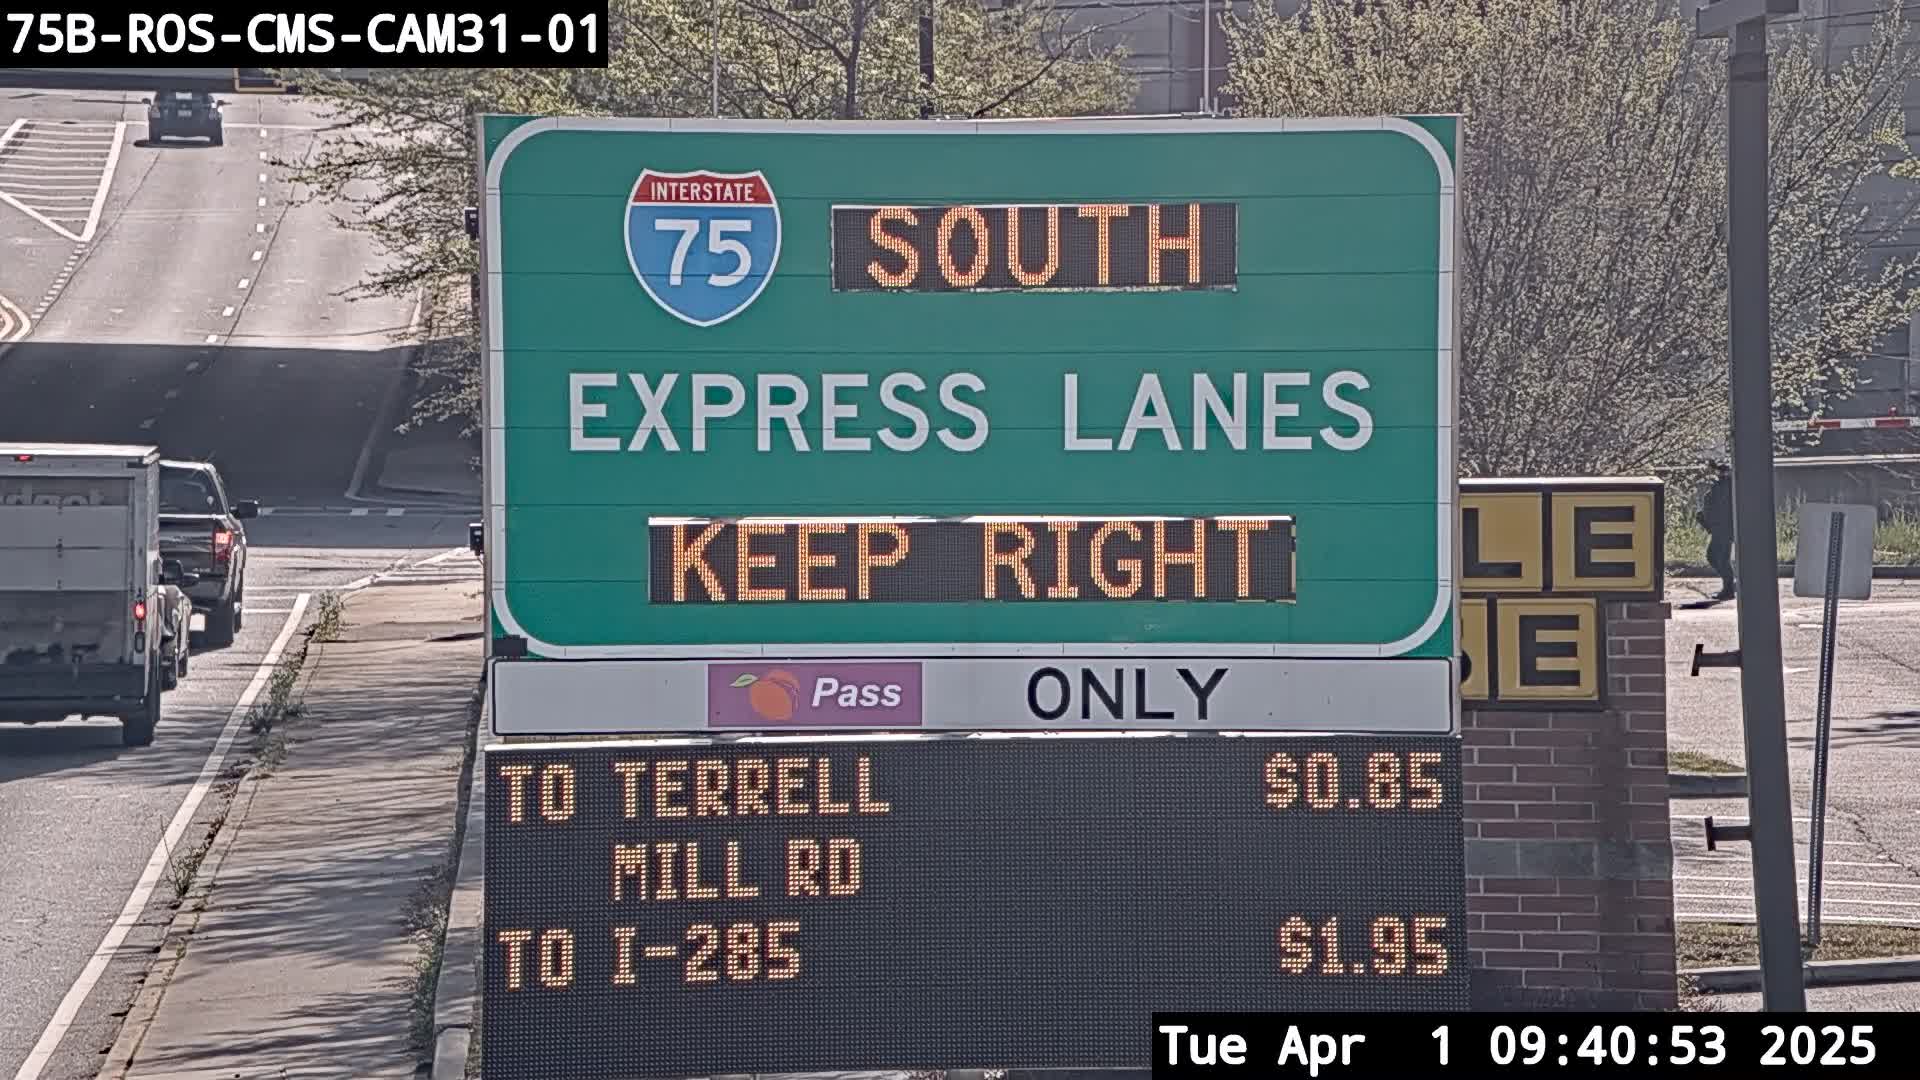 75B-ROS-CMS-CAM31-01
INTERSTATE
75
SOUTH
EXPRESS LANES
KEEP RIGHT
Pass ONLY
TO TERRELL $0.85
MILL RD
TO I-285 $1.95
LE
E
Tue Apr 1 09:40:53 2025